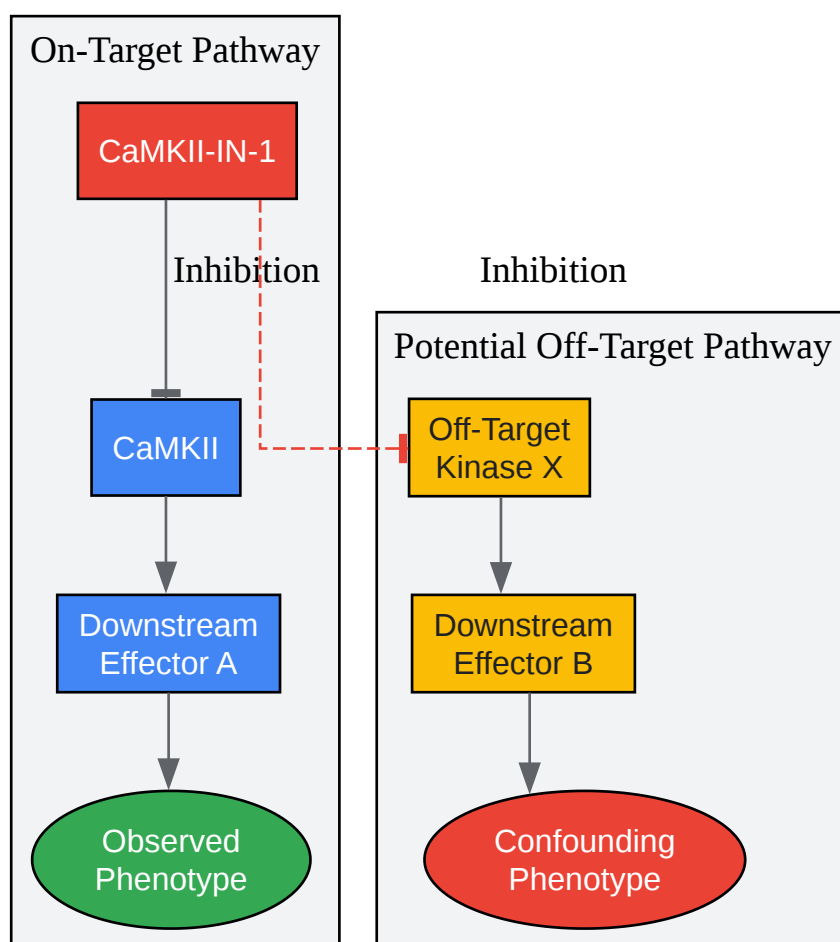 On-Target Pathway
CaMKII-IN-1
Inhibition
CaMKII
Downstream
Effector A
Observed
Phenotype
Inhibition
Potential Off-Target Pathway
Off-Target
Kinase X
Downstream
Effector B
Confounding
Phenotype